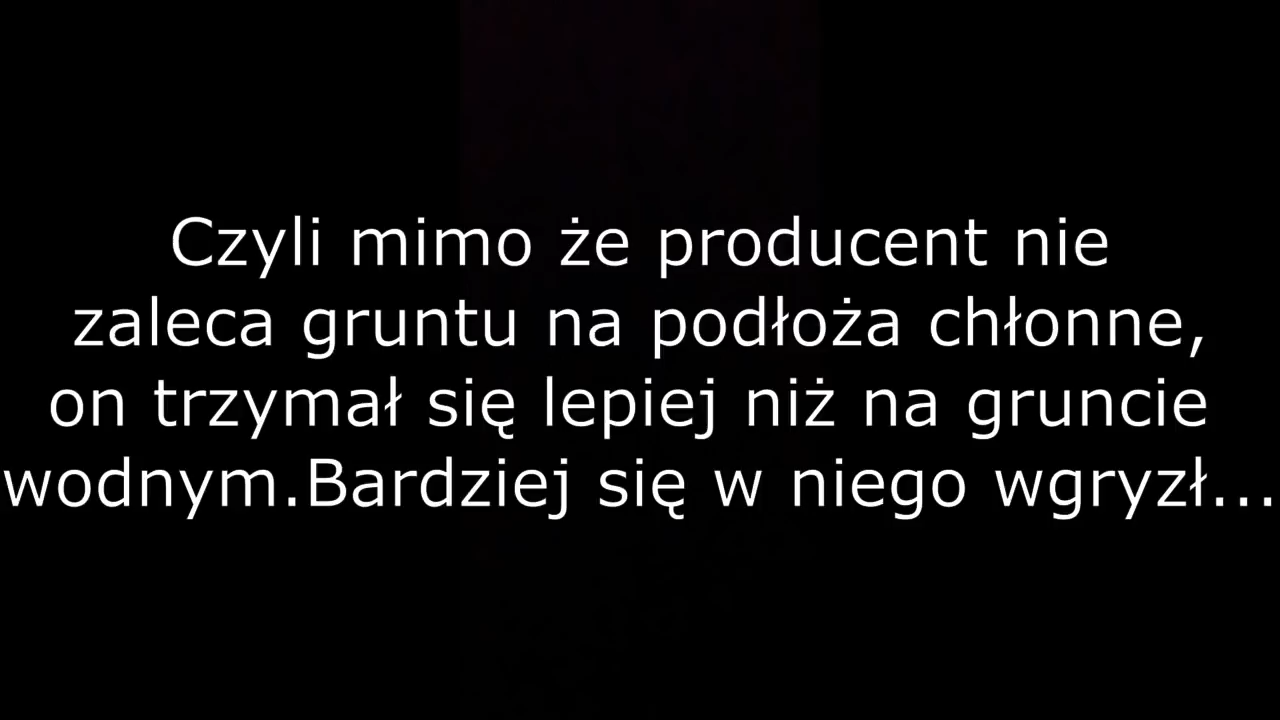 Czyli mimo że producent nie
zaleca gruntu na podłoża chłonne,
on trzymał się lepiej niż na gruncie
wodnym.Bardziej się w niego wgryzł...